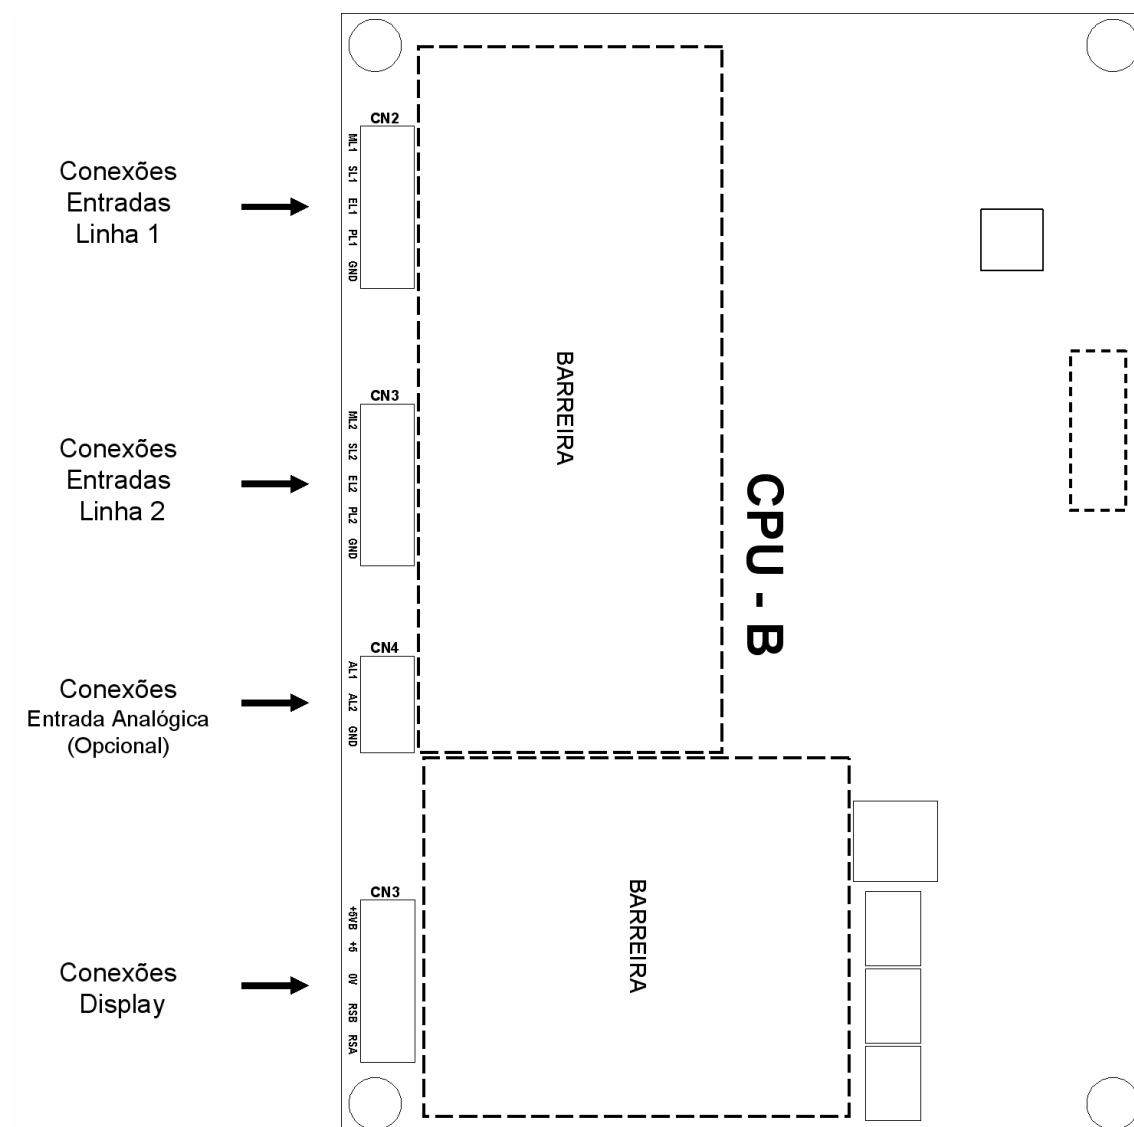 CN2
ML1
SL1
EL1
PL1
GND
Conexões
Entradas
Linha 1
BARREIRA
CN3
ML2
SL2
EL2
PL2
GND
Conexões
Entradas
Linha 2
CPU - B
CN4
AL1
AL2
GND
Conexões
Entrada Analógica
(Opcional)
CN3
+5VB
+5
0V
RSB
RSA
Conexões
Display
BARREIRA